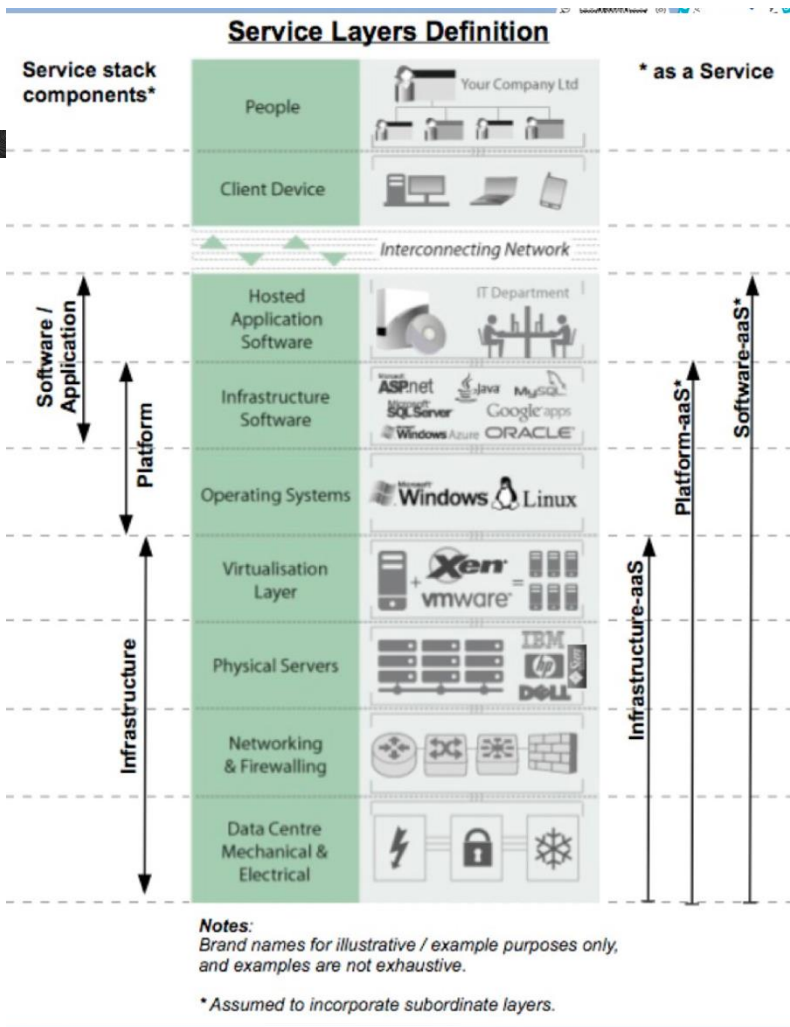 Service Layers Definition
Service stack
components*
* as a Service
People
Your Company Ltd
Client Device
Interconnecting Network
Hosted
Application
Software
IT Department
Infrastructure
Software
Microsoft
ASP.net
Java
MySQL
Microsoft
SQL Server
Google apps
Windows Azure
ORACLE
Operating Systems
Microsoft
Windows
Linux
Virtualisation
Layer
+
Xen
vmware
=
Physical Servers
IBM
hp
Sun
DELL
Networking
& Firewalling
Data Centre
Mechanical &
Electrical
Software /
Application
Platform
Infrastructure
Infrastructure-aaS
Platform-aaS*
Software-aaS*
Notes:
Brand names for illustrative / example purposes only,
and examples are not exhaustive.
* Assumed to incorporate subordinate layers.